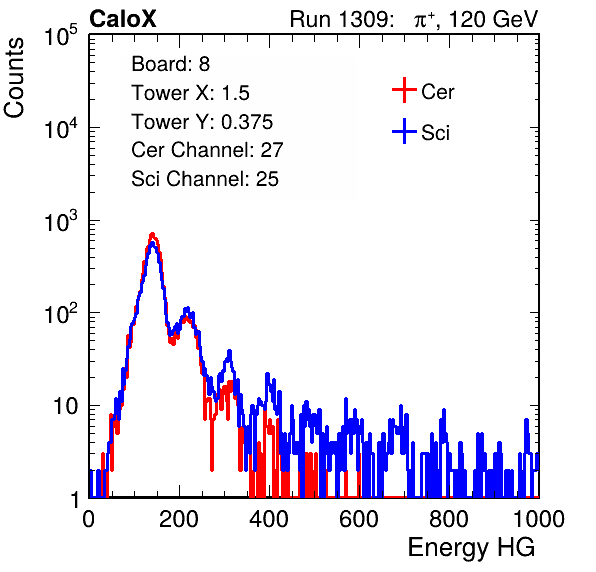 CaloX Run 1309: π⁺, 120 GeV
Counts
10⁵
10⁴
10³
10²
10
1
Board: 8
Tower X: 1.5
Tower Y: 0.375
Cer Channel: 27
Sci Channel: 25
Cer
Sci
0 200 400 600 800 1000
Energy HG